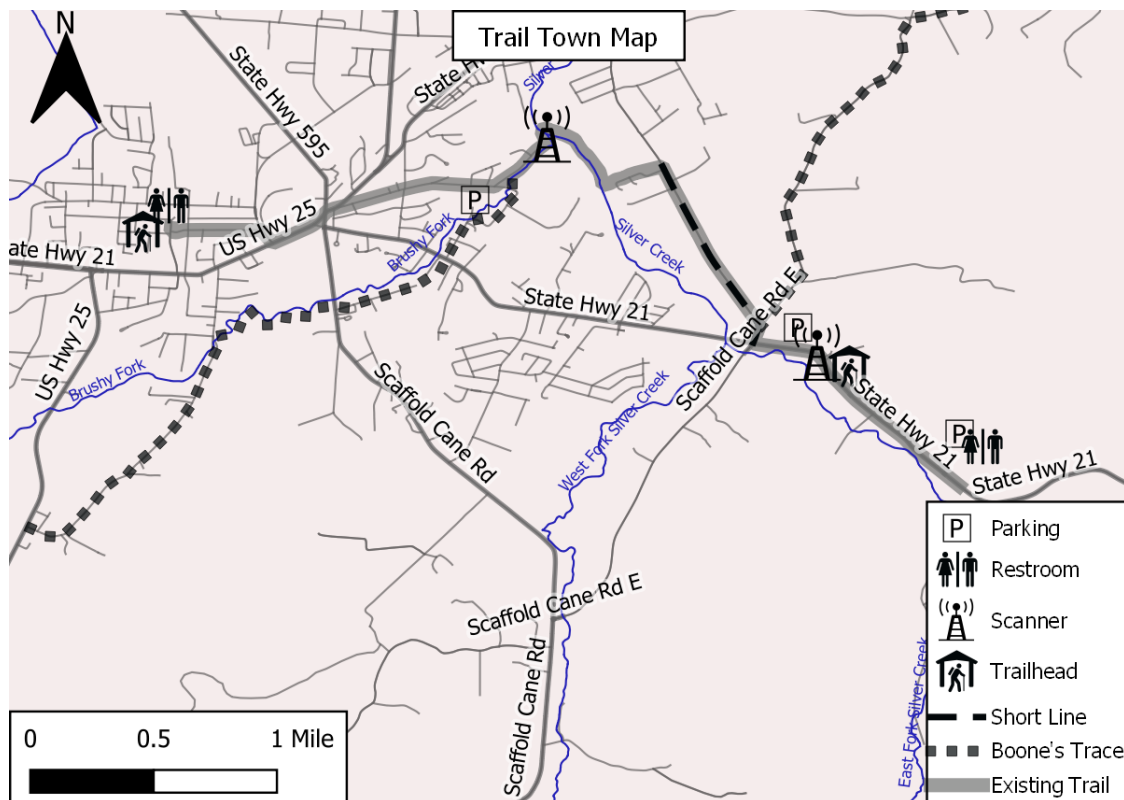 Trail Town Map
N
State Hwy 595
State Hw
Silver
P
US Hwy 25
ate Hwy 21
Brushy Fork
Silver Creek
State Hwy 21
Scaffold Cane Rd E
P
US Hwy 25
Brushy Fork
Scaffold Cane Rd
West Fork Silver Creek
State Hwy 21
P
State Hwy 21
Scaffold Cane Rd E
Scaffold Cane Rd
East Fork Silver Creek
P Parking
Restroom
Scanner
Trailhead
Short Line
Boone's Trace
Existing Trail
0 0.5 1 Mile